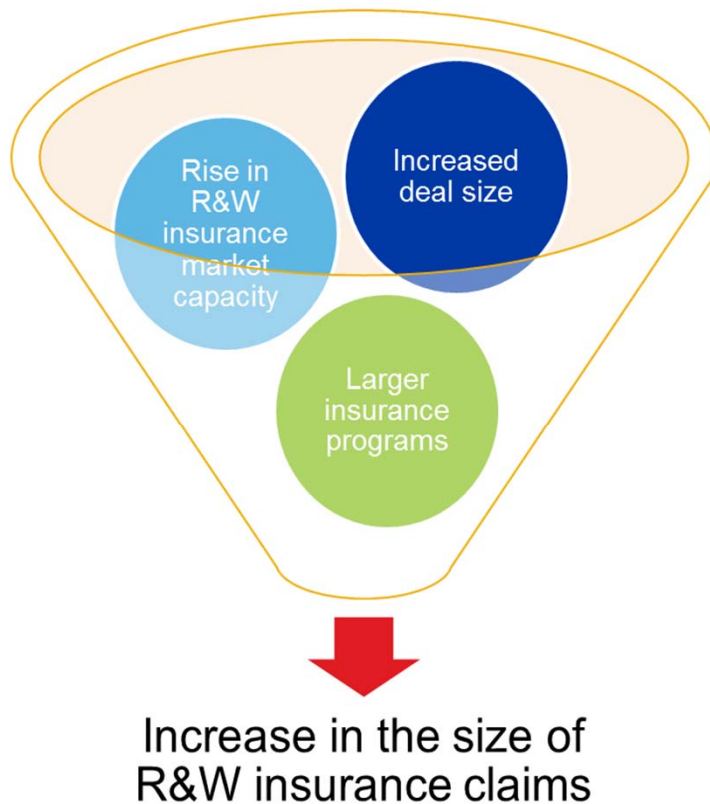 Rise in
R&W
insurance
market
capacity
Increased
deal size
Larger
insurance
programs
Increase in the size of
R&W insurance claims